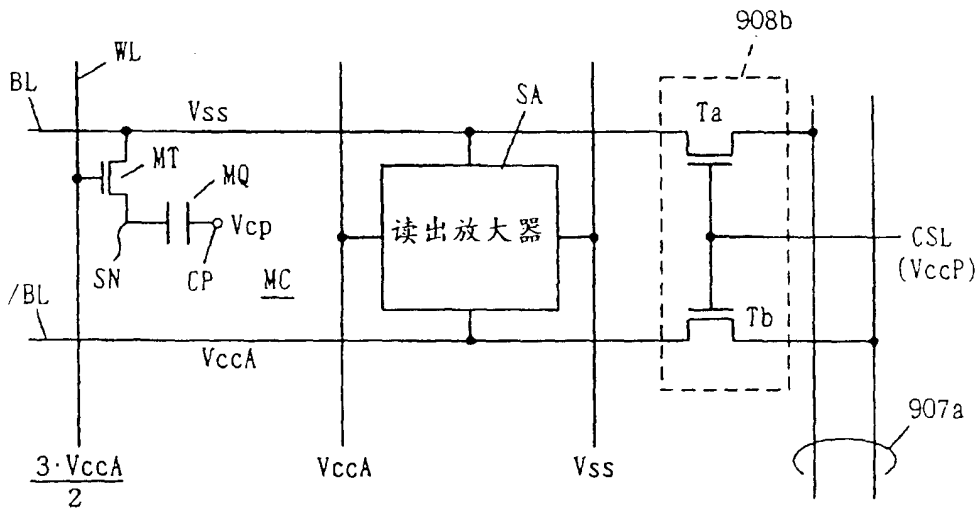 908b
WL
BL
Vss
SA
Ta
MT
MQ
Vcp
读出放大器
CSL
(VccP)
SN
CP
MC
/BL
Tb
VccA
907a
3·VccA
2
VccA
Vss